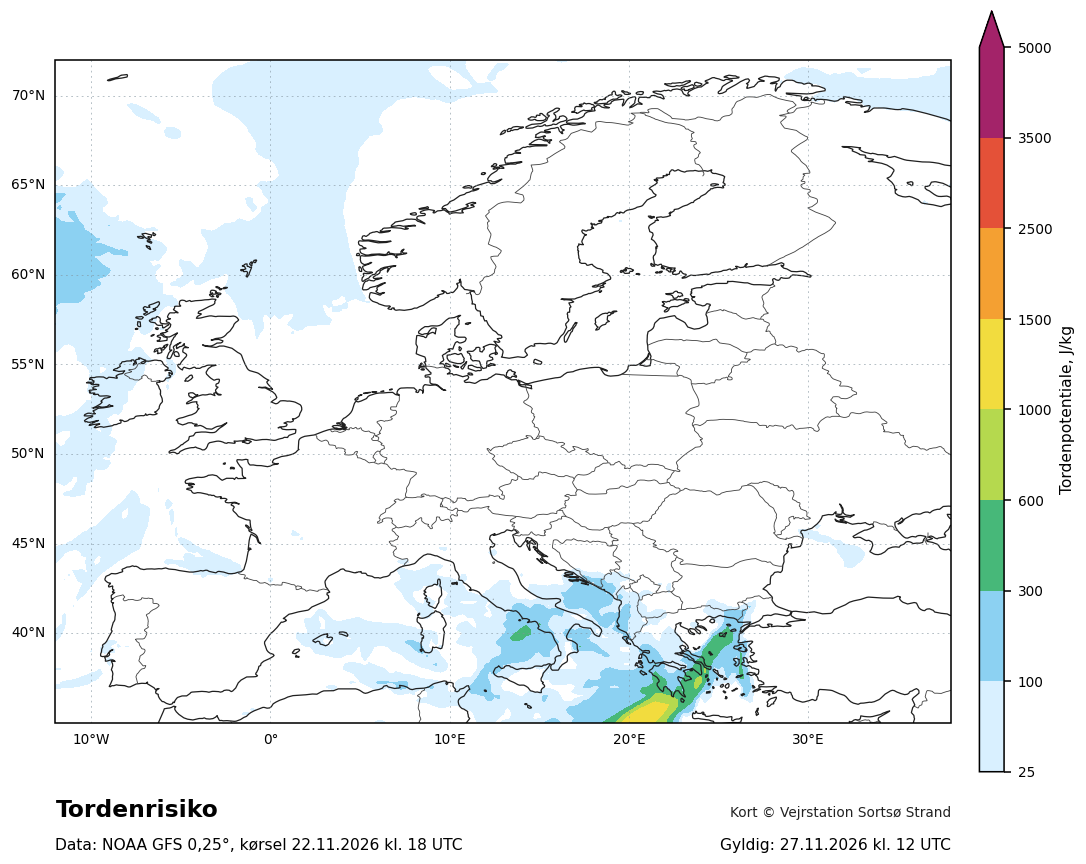 70°N
65°N
60°N
55°N
50°N
45°N
40°N
10°W
0°
10°E
20°E
30°E
5000
3500
2500
1500
1000
600
300
100
25
Tordenpotentiale, J/kg
Tordenrisiko
Kort © Vejrstation Sortsø Strand
Data: NOAA GFS 0,25°, kørsel 22.11.2026 kl. 18 UTC
Gyldig: 27.11.2026 kl. 12 UTC